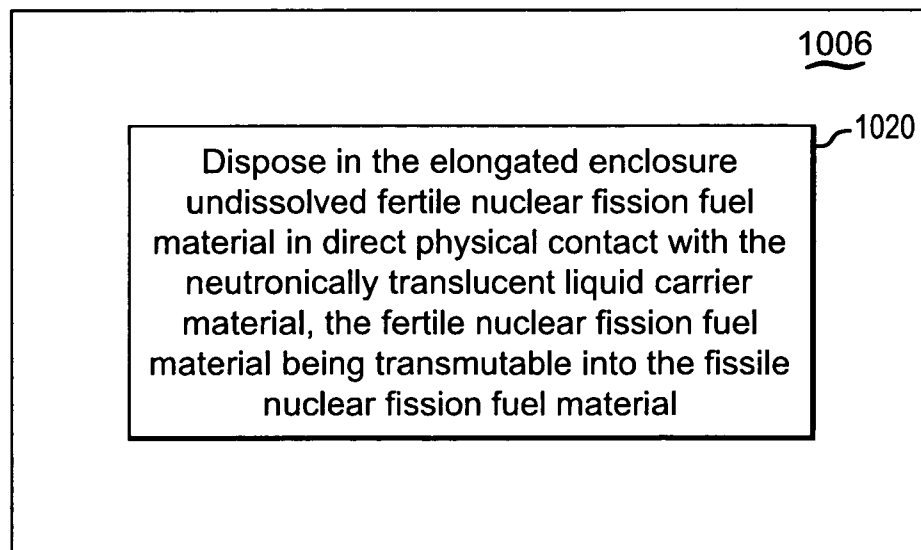 1006
1020
Dispose in the elongated enclosure
undissolved fertile nuclear fission fuel
material in direct physical contact with the
neutronically translucent liquid carrier
material, the fertile nuclear fission fuel
material being transmutable into the fissile
nuclear fission fuel material